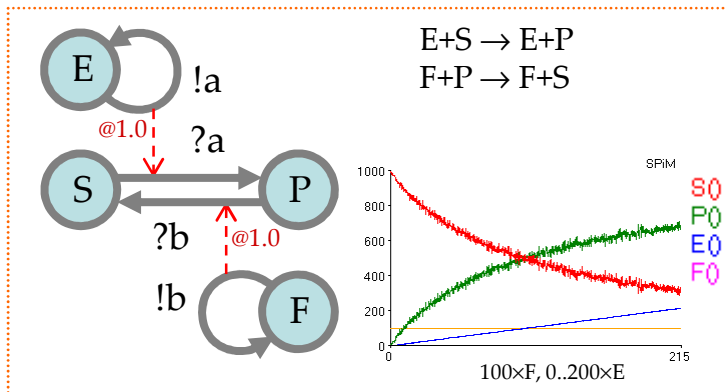 E
!a
@1.0
?a
S
P
?b
@1.0
!b
F
E+S → E+P
F+P → F+S
SPiM
1000
800
600
400
200
0
0
215
S()
P()
E()
F()
100×F, 0..200×E